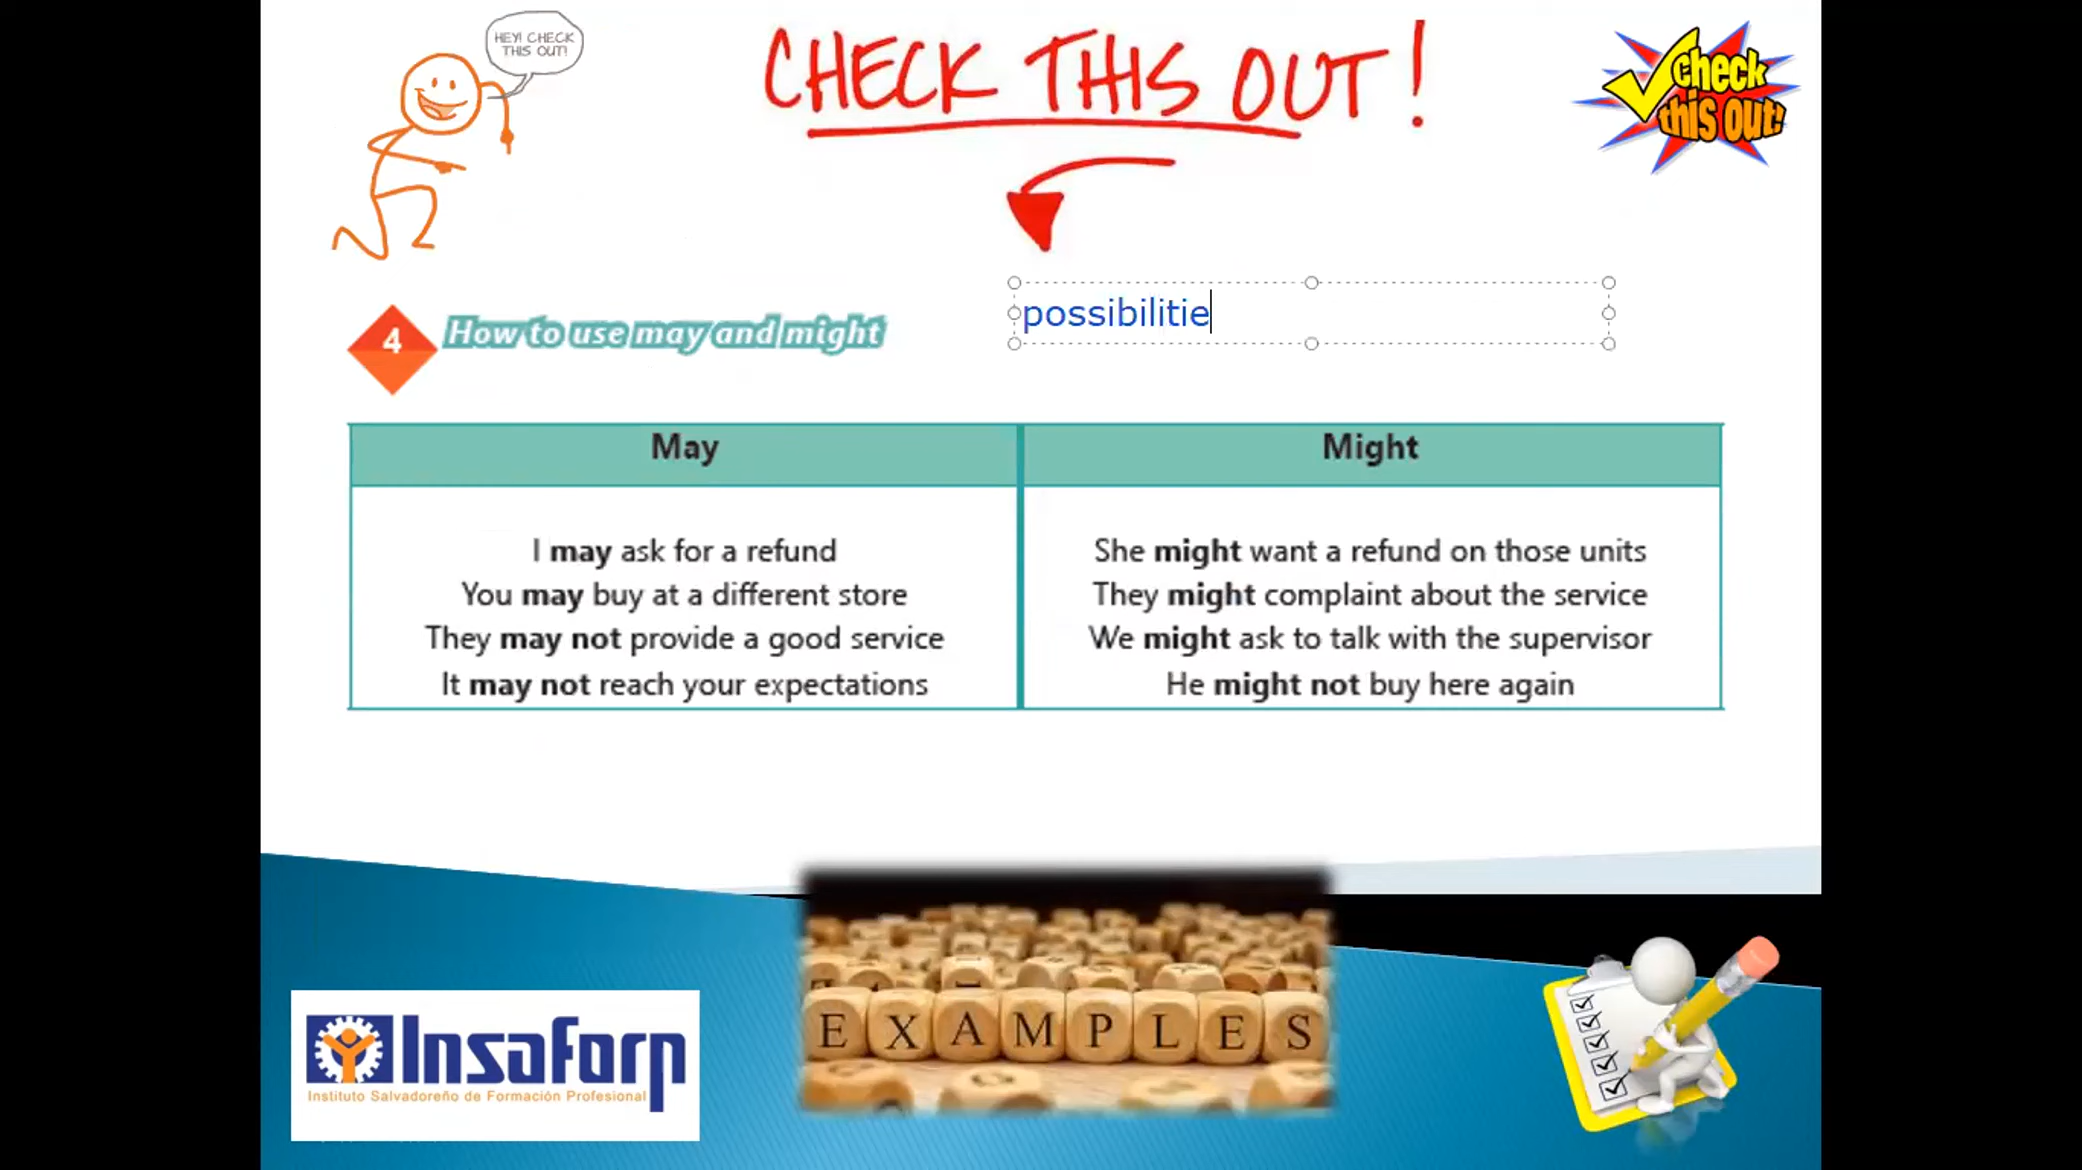 HEY! CHECK
THIS OUT!
CHECK THIS OUT!
check
this out!
possibilitie
4
How to use may and might
May
Might
I may ask for a refund
You may buy at a different store
They may not provide a good service
It may not reach your expectations
She might want a refund on those units
They might complaint about the service
We might ask to talk with the supervisor
He might not buy here again
EXAMPLES
Insaforp
Instituto Salvadoreño de Formación Profesional